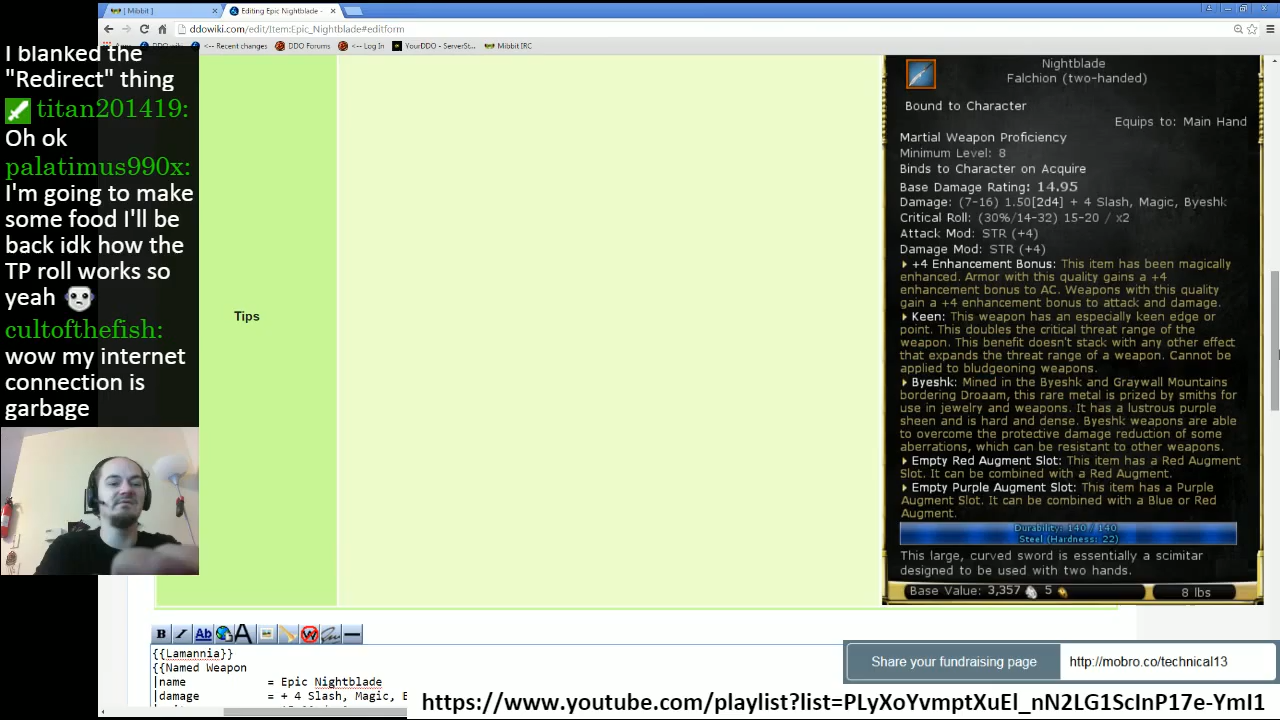 [ Mibbit ]
Editing Epic Nightblade -
ddowiki.com/edit/Item:Epic_Nightblade#editform
<-- Recent changes
DDO Forums
<-- Log In
YourDDO - ServerSt...
Mibbit IRC
I blanked the
"Redirect" thing
titan201419:
Oh ok
palatimus990x:
I'm going to make
some food I'll be
back idk how the
TP roll works so
yeah
cultofthefish:
wow my internet
connection is
garbage
Tips
Nightblade
Falchion (two-handed)
Bound to Character
Equips to: Main Hand
Martial Weapon Proficiency
Minimum Level: 8
Binds to Character on Acquire
Base Damage Rating: 14.95
Damage: (7-16) 1.50[2d4] + 4 Slash, Magic, Byeshk
Critical Roll: (30%/14-32) 15-20 / x2
Attack Mod: STR (+4)
Damage Mod: STR (+4)
+4 Enhancement Bonus: This item has been magically
enhanced. Armor with this quality gains a +4
enhancement bonus to AC. Weapons with this quality
gain a +4 enhancement bonus to attack and damage.
Keen: This weapon has an especially keen edge or
point. This doubles the critical threat range of the
weapon. This benefit doesn't stack with any other effect
that expands the threat range of a weapon. Cannot be
applied to bludgeoning weapons.
Byeshk: Mined in the Byeshk and Graywall Mountains
bordering Droaam, this rare metal is prized by smiths for
use in jewelry and weapons. It has a lustrous purple
sheen and is hard and dense. Byeshk weapons are able
to overcome the protective damage reduction of some
aberrations, which can be resistant to other weapons.
Empty Red Augment Slot: This item has a Red Augment
Slot. It can be combined with a Red Augment.
Empty Purple Augment Slot: This item has a Purple
Augment Slot. It can be combined with a Blue or Red
Augment.
Durability: 140 / 140
Steel (Hardness: 22)
This large, curved sword is essentially a scimitar
designed to be used with two hands.
Base Value: 3,357 5
8 lbs
B I Ab A W
{{Lamannia}}
{{Named Weapon
|name = Epic Nightblade
|damage = + 4 Slash, Magic, B
Share your fundraising page
http://mobro.co/technical13
https://www.youtube.com/playlist?list=PLyXoYvmptXuEl_nN2LG1ScInP17e-YmI1